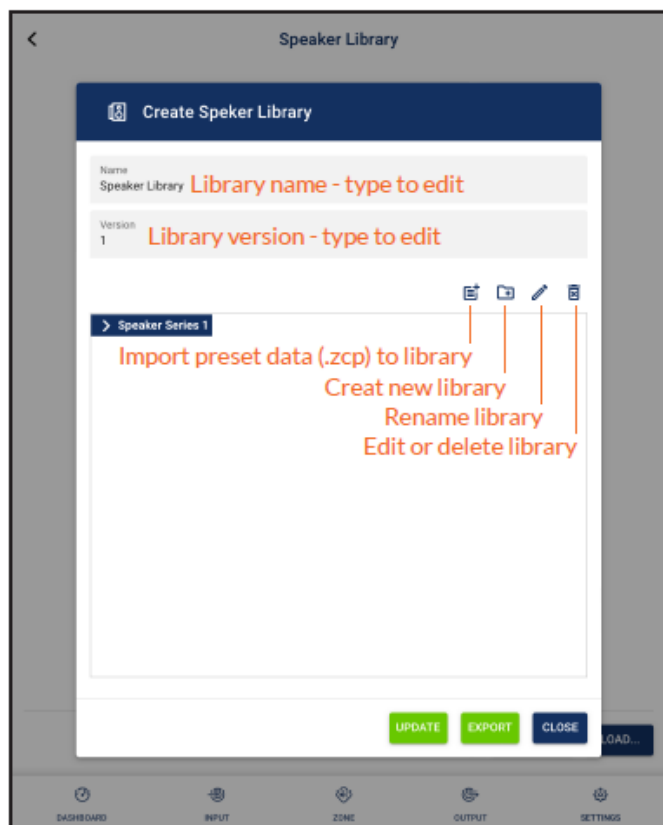 Speaker Library
Create Speker Library
Name
Speaker Library Library name - type to edit
Version
1 Library version - type to edit
Speaker Series 1
Import preset data (.zcp) to library
Creat new library
Rename library
Edit or delete library
UPDATE EXPORT CLOSE
LOAD...
DASHBOARD INPUT ZONE OUTPUT SETTINGS